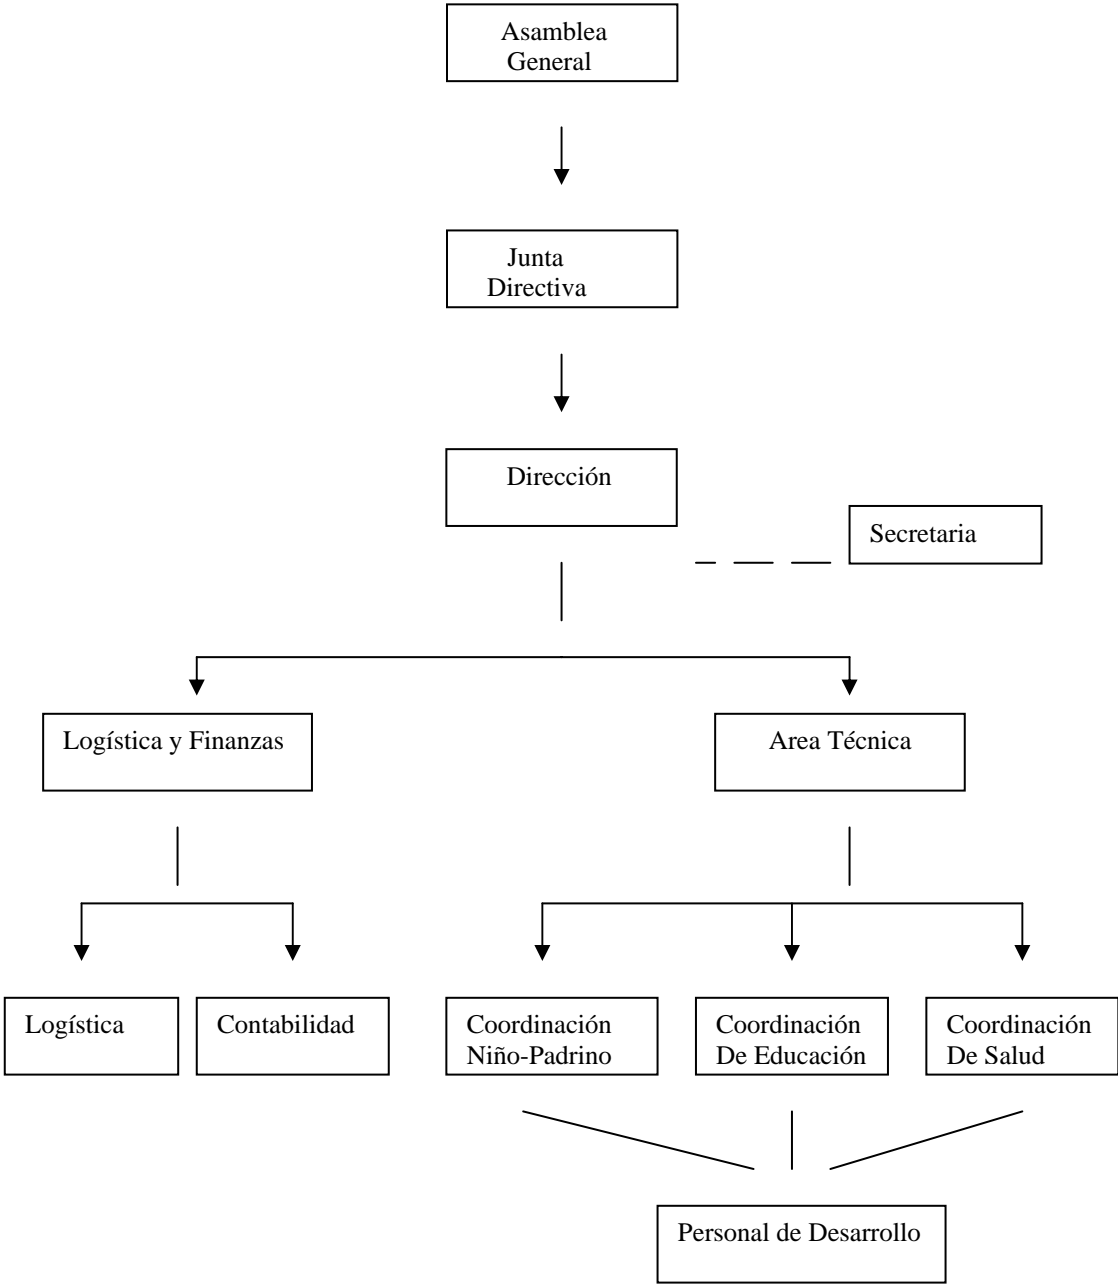 Asamblea
General
Junta
Directiva
Dirección
Secretaria
Logística y Finanzas
Area Técnica
Logística
Contabilidad
Coordinación
Niño-Padrino
Coordinación
De Educación
Coordinación
De Salud
Personal de Desarrollo